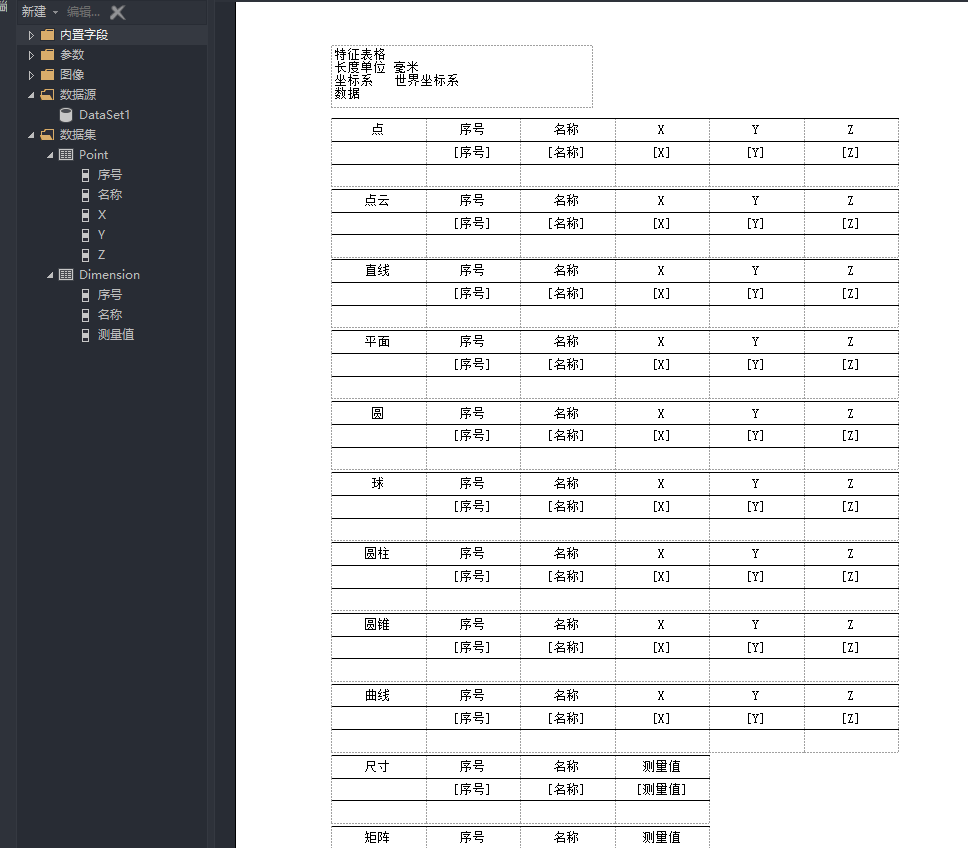 新建 编辑...
内置字段
参数
图像
数据源
DataSet1
数据集
Point
序号
名称
X
Y
Z
Dimension
序号
名称
测量值
特征表格
长度单位 毫米
坐标系 世界坐标系
数据
点 序号 名称 X Y Z
[序号] [名称] [X] [Y] [Z]
点云 序号 名称 X Y Z
[序号] [名称] [X] [Y] [Z]
直线 序号 名称 X Y Z
[序号] [名称] [X] [Y] [Z]
平面 序号 名称 X Y Z
[序号] [名称] [X] [Y] [Z]
圆 序号 名称 X Y Z
[序号] [名称] [X] [Y] [Z]
球 序号 名称 X Y Z
[序号] [名称] [X] [Y] [Z]
圆柱 序号 名称 X Y Z
[序号] [名称] [X] [Y] [Z]
圆锥 序号 名称 X Y Z
[序号] [名称] [X] [Y] [Z]
曲线 序号 名称 X Y Z
[序号] [名称] [X] [Y] [Z]
尺寸 序号 名称 测量值
[序号] [名称] [测量值]
矩阵 序号 名称 测量值